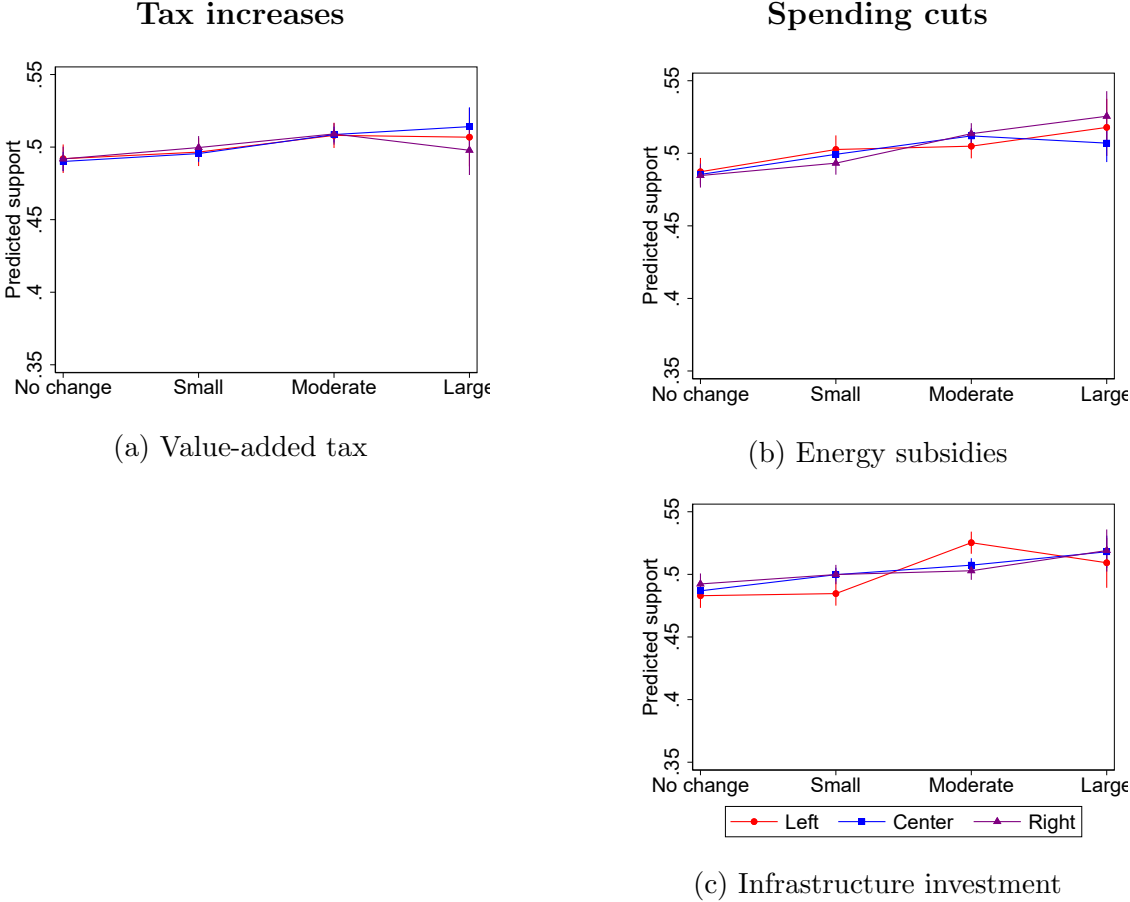 Tax increases
Spending cuts
Predicted support
.55
.5
.45
.4
.35
No change Small Moderate Large
(a) Value-added tax
Predicted support
.55
.5
.45
.4
.35
No change Small Moderate Large
(b) Energy subsidies
Predicted support
.55
.5
.45
.4
.35
No change Small Moderate Large
Left Center Right
(c) Infrastructure investment